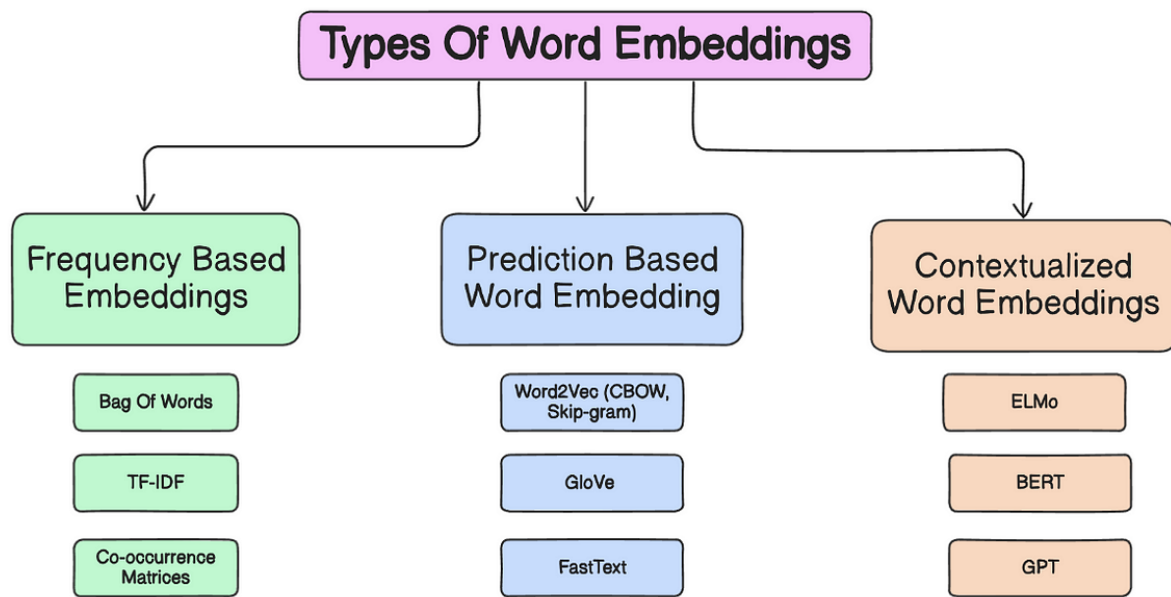 Types Of Word Embeddings
Frequency Based
Embeddings
Bag Of Words
TF-IDF
Co-occurrence
Matrices
Prediction Based
Word Embedding
Word2Vec (CBOW,
Skip-gram)
GloVe
FastText
Contextualized
Word Embeddings
ELMo
BERT
GPT